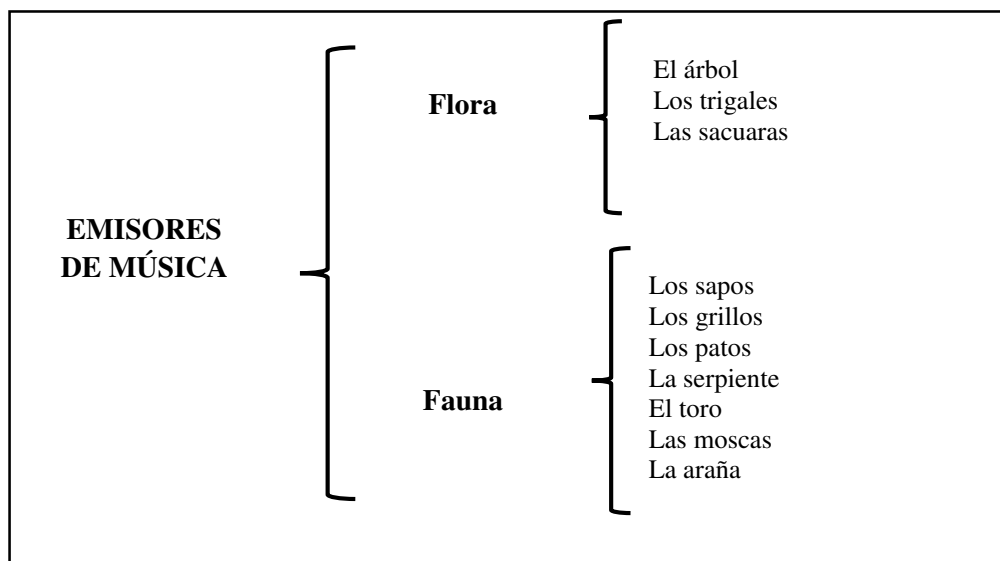 EMISORES
DE MÚSICA
Flora
El árbol
Los trigales
Las sacuaras
Fauna
Los sapos
Los grillos
Los patos
La serpiente
El toro
Las moscas
La araña